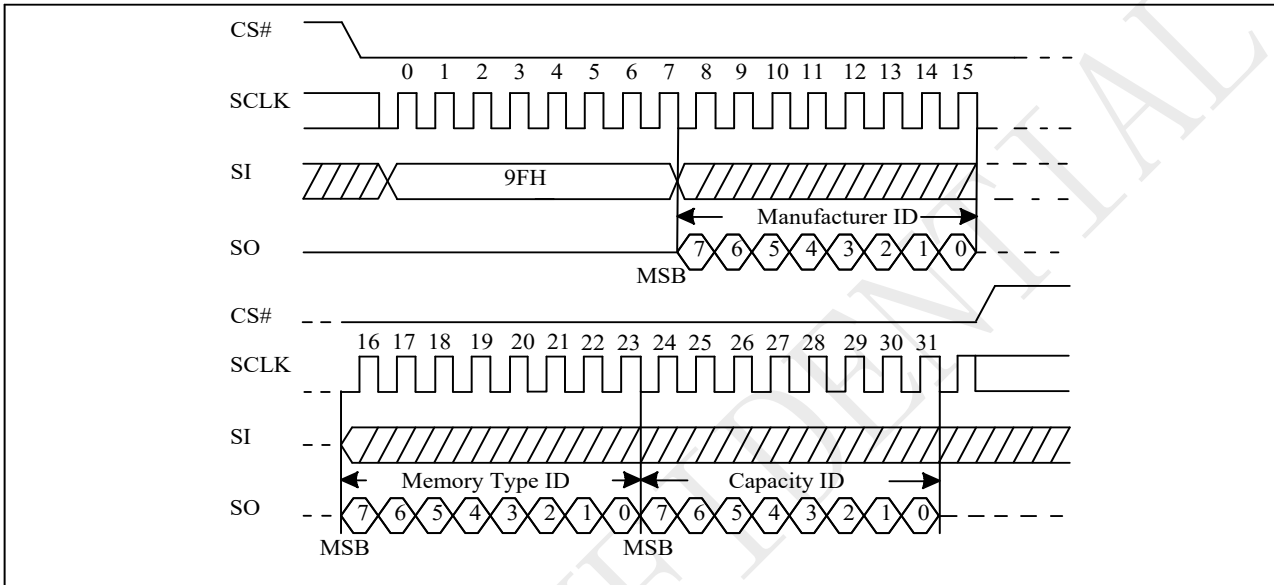 CS#
0 1 2 3 4 5 6 7 8 9 10 11 12 13 14 15
SCLK
SI
9FH
Manufacturer ID
SO
7 6 5 4 3 2 1 0
MSB
CS#
16 17 18 19 20 21 22 23 24 25 26 27 28 29 30 31
SCLK
SI
Memory Type ID Capacity ID
SO
7 6 5 4 3 2 1 0 7 6 5 4 3 2 1 0
MSB MSB